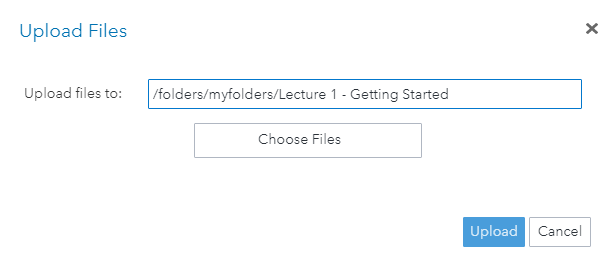 Upload Files
Upload files to: /folders/myfolders/Lecture 1 - Getting Started
Choose Files
Upload Cancel